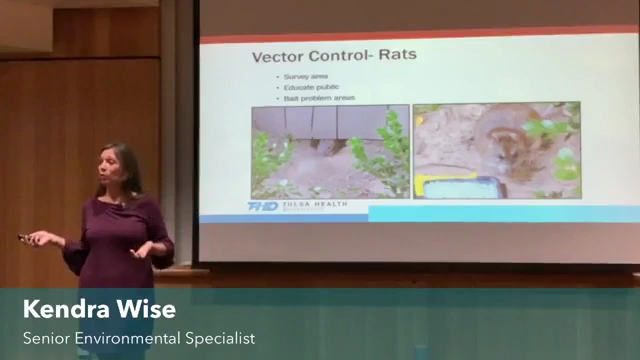 Vector Control- Rats
• Survey area
• Educate public
• Bait problem areas
THD TULSA HEALTH
Kendra Wise
Senior Environmental Specialist